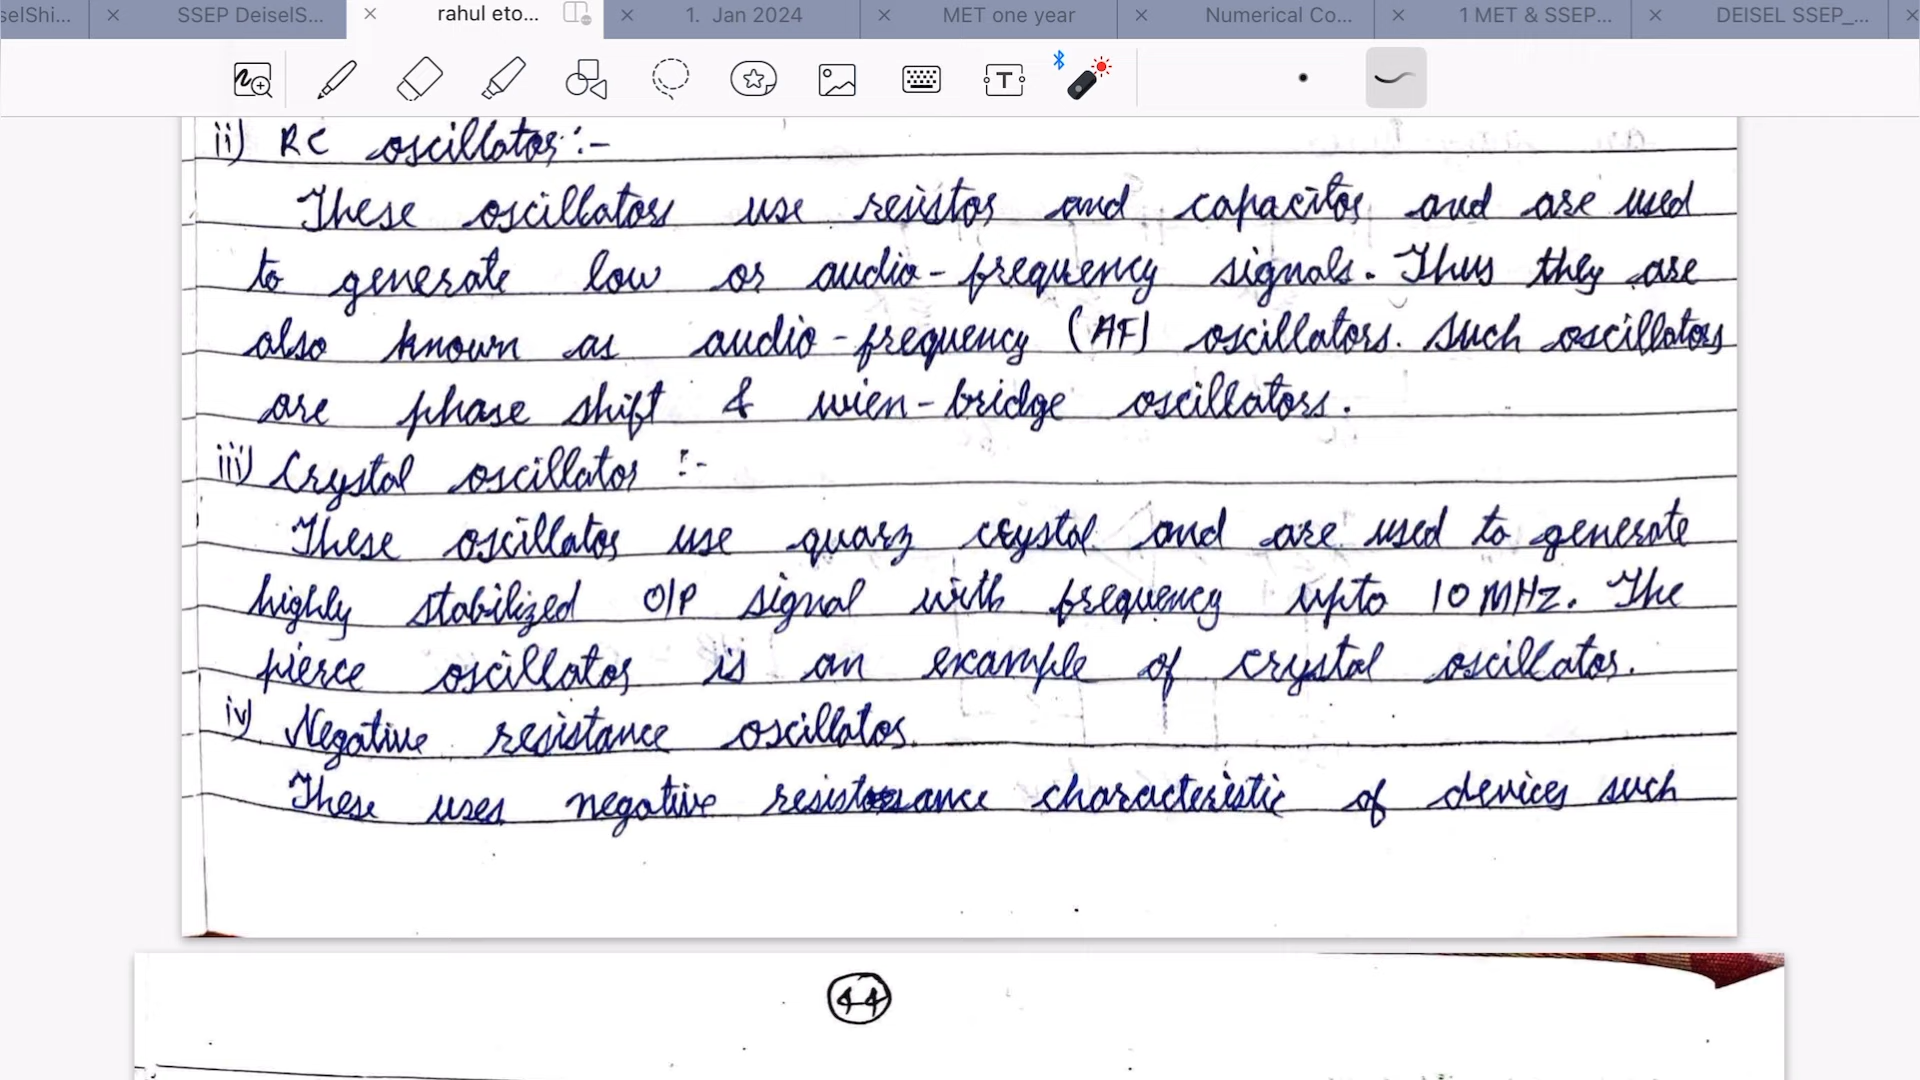 selShi...
SSEP DeiselS...
rahul eto...
1. Jan 2024
MET one year
Numerical Co...
1 MET & SSEP...
DEISEL SSEP_...
ii) RC oscillator :-
These oscillators use resistor and capacitor and are used
to generate low or audio-frequency signals. Thus they are
also known as audio-frequency (AF) oscillators. Such oscillators
are phase shift & wien-bridge oscillators.
iii) Crystal oscillator :-
These oscillator use quarz crystal and are used to generate
highly stabilized O/P signal with frequency upto 10 MHz. The
pierce oscillator is an example of crystal oscillator.
iv) Negative resistance oscillator.
These uses negative resistance characteristic of devices such
44